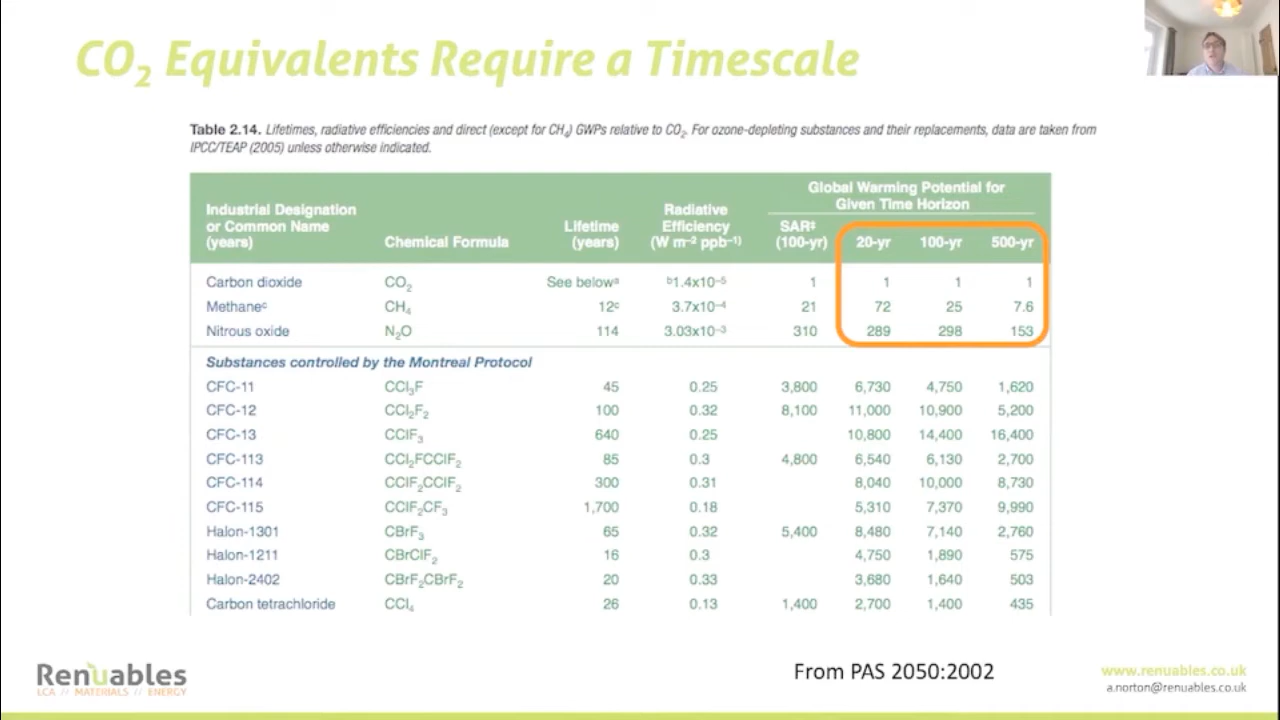 CO₂ Equivalents Require a Timescale
Table 2.14. Lifetimes, radiative efficiencies and direct (except for CH₄) GWPs relative to CO₂. For ozone-depleting substances and their replacements, data are taken from
IPCC/TEAP (2005) unless otherwise indicated.
Global Warming Potential for
Given Time Horizon
Industrial Designation
or Common Name
(years)
Chemical Formula
Lifetime
(years)
Radiative
Efficiency
(W m⁻² ppb⁻¹)
SAR‡
(100-yr)
20-yr
100-yr
500-yr
Carbon dioxide CO₂ See belowᵃ ᵇ1.4x10⁻⁵ 1 1 1 1
Methaneᶜ CH₄ 12ᶜ 3.7x10⁻⁴ 21 72 25 7.6
Nitrous oxide N₂O 114 3.03x10⁻³ 310 289 298 153
Substances controlled by the Montreal Protocol
CFC-11 CCl₃F 45 0.25 3,800 6,730 4,750 1,620
CFC-12 CCl₂F₂ 100 0.32 8,100 11,000 10,900 5,200
CFC-13 CClF₃ 640 0.25 10,800 14,400 16,400
CFC-113 CCl₂FCClF₂ 85 0.3 4,800 6,540 6,130 2,700
CFC-114 CClF₂CClF₂ 300 0.31 8,040 10,000 8,730
CFC-115 CClF₂CF₃ 1,700 0.18 5,310 7,370 9,990
Halon-1301 CBrF₃ 65 0.32 5,400 8,480 7,140 2,760
Halon-1211 CBrClF₂ 16 0.3 4,750 1,890 575
Halon-2402 CBrF₂CBrF₂ 20 0.33 3,680 1,640 503
Carbon tetrachloride CCl₄ 26 0.13 1,400 2,700 1,400 435
Renuables
LCA // MATERIALS // ENERGY
From PAS 2050:2002
www.renuables.co.uk
a.norton@renuables.co.uk